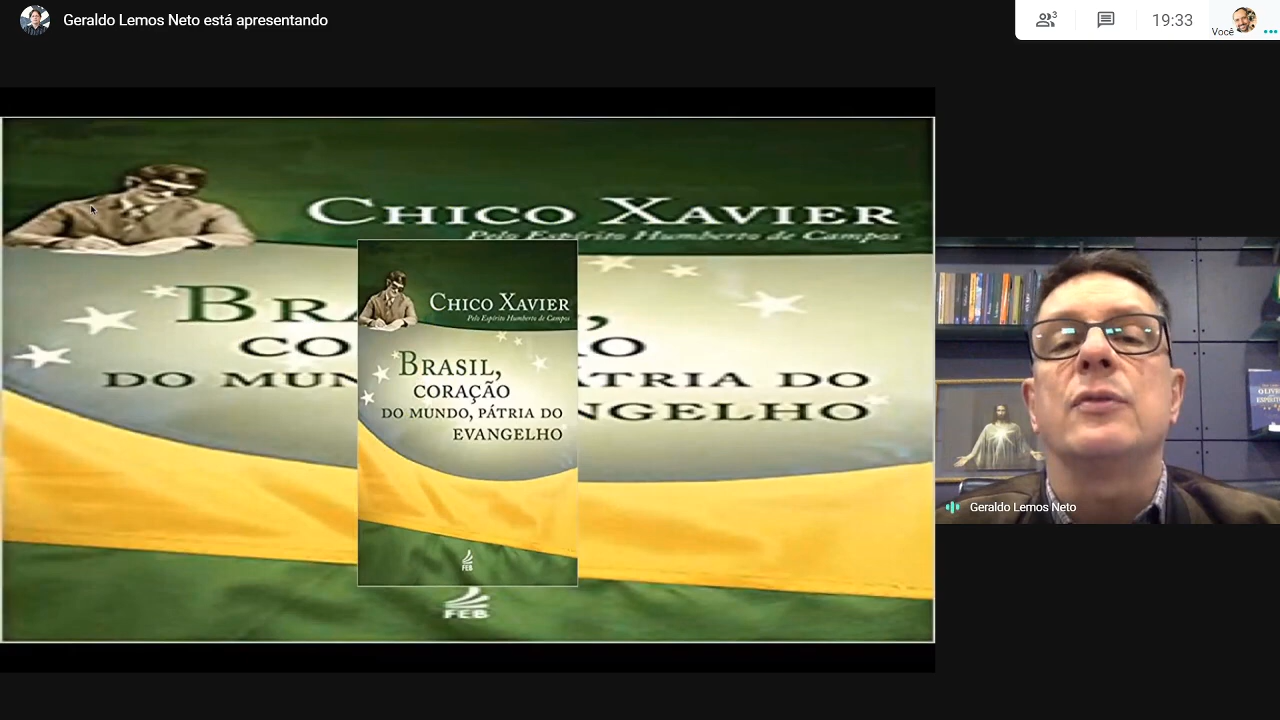 Geraldo Lemos Neto está apresentando
3
19:33
Você
CHICO XAVIER
Pelo Espírito Humberto de Campos
CHICO XAVIER
Pelo Espírito Humberto de Campos
BRASIL,
CORAÇÃO
DO MUNDO, PÁTRIA DO
EVANGELHO
FEB
FEB
Geraldo Lemos Neto